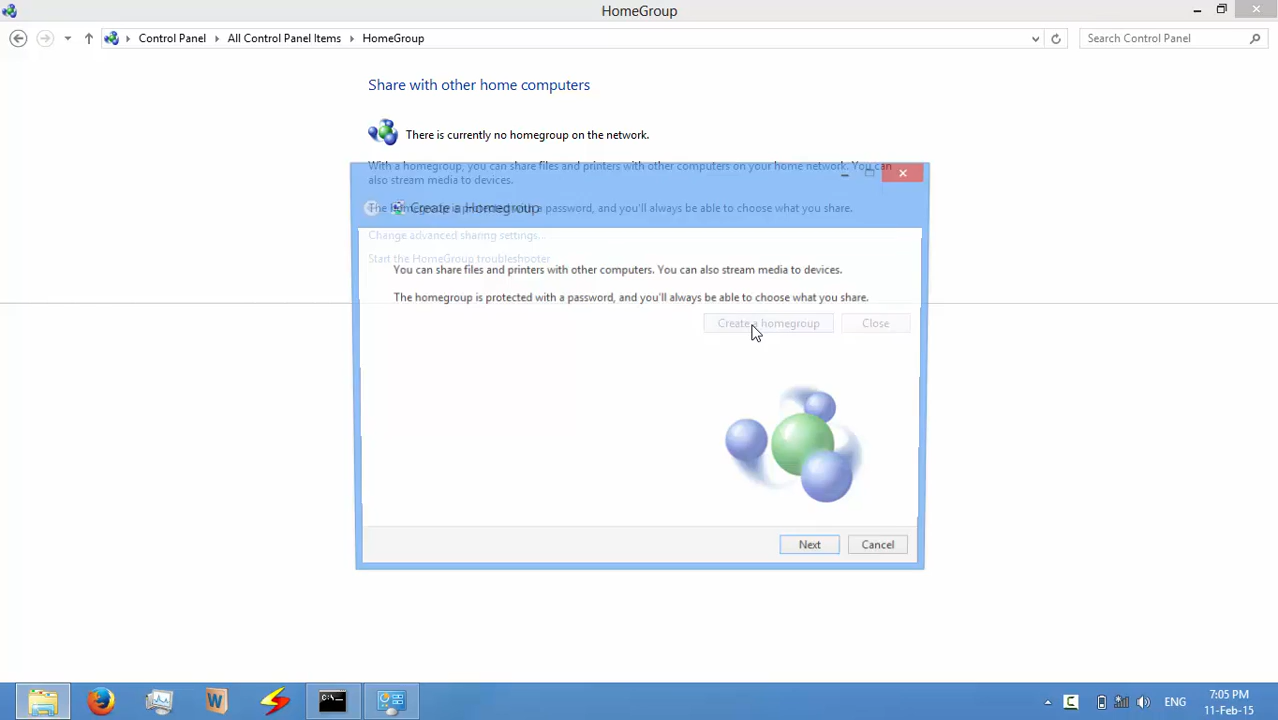 HomeGroup
Control Panel
All Control Panel Items
HomeGroup
Search Control Panel
Share with other home computers
There is currently no homegroup on the network.
With a homegroup, you can share files and printers with other computers on your home network. You can
also stream media to devices.
Create a Homegroup
The homegroup is protected with a password, and you'll always be able to choose what you share.
Change advanced sharing settings...
Start the HomeGroup troubleshooter
You can share files and printers with other computers. You can also stream media to devices.
The homegroup is protected with a password, and you'll always be able to choose what you share.
Create a homegroup
Close
Next
Cancel
C:\
W
ENG
7:05 PM
11-Feb-15